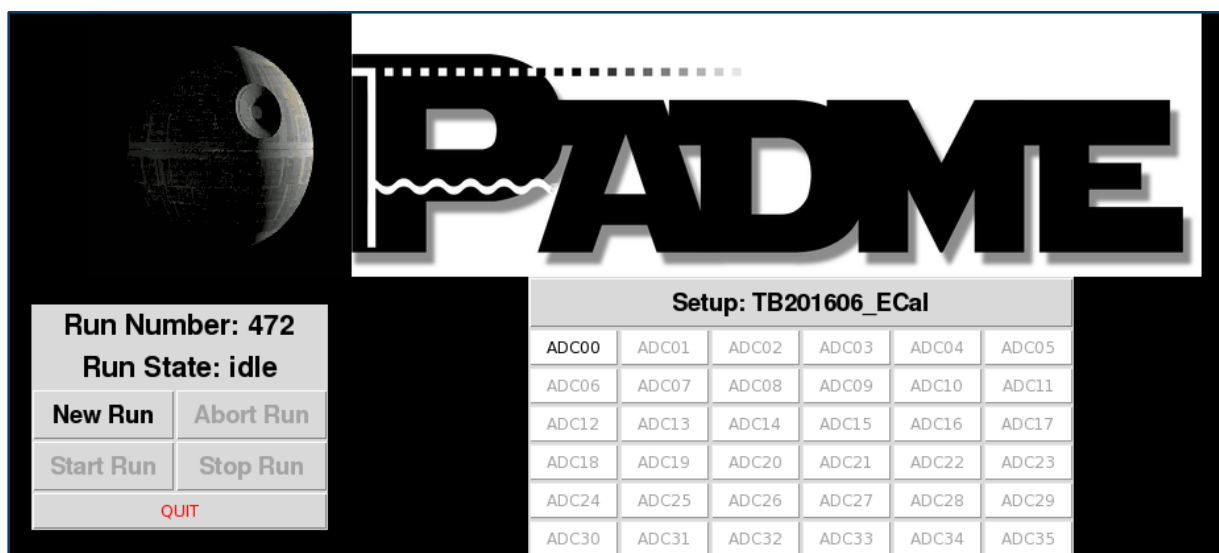 PADME
Run Number: 472
Run State: idle
New Run Abort Run
Start Run Stop Run
QUIT
Setup: TB201606_ECal
ADC00 ADC01 ADC02 ADC03 ADC04 ADC05
ADC06 ADC07 ADC08 ADC09 ADC10 ADC11
ADC12 ADC13 ADC14 ADC15 ADC16 ADC17
ADC18 ADC19 ADC20 ADC21 ADC22 ADC23
ADC24 ADC25 ADC26 ADC27 ADC28 ADC29
ADC30 ADC31 ADC32 ADC33 ADC34 ADC35